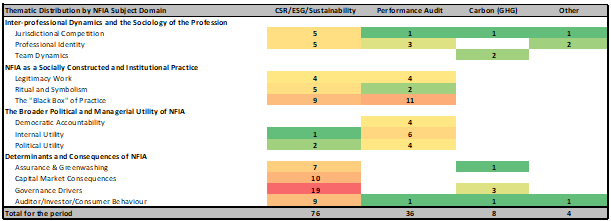 Thematic Distribution by NFIA Subject Domain CSR/ESG/Sustainability Performance Audit Carbon (GHG) Other
Inter-professional Dynamics and the Sociology of the Profession
Jurisdictional Competition 5 1 1 1
Professional Identity 5 3 2
Team Dynamics 2
NFIA as a Socially Constructed and Institutional Practice
Legitimacy Work 4 4
Ritual and Symbolism 5 2
The "Black Box" of Practice 9 11
The Broader Political and Managerial Utility of NFIA
Democratic Accountability 4
Internal Utility 1 6
Political Utility 2 4
Determinants and Consequences of NFIA
Assurance & Greenwashing 7 1
Capital Market Consequences 10
Governance Drivers 19 3
Auditor/Investor/Consumer Behaviour 9 1 1 1
Total for the period 76 36 8 4